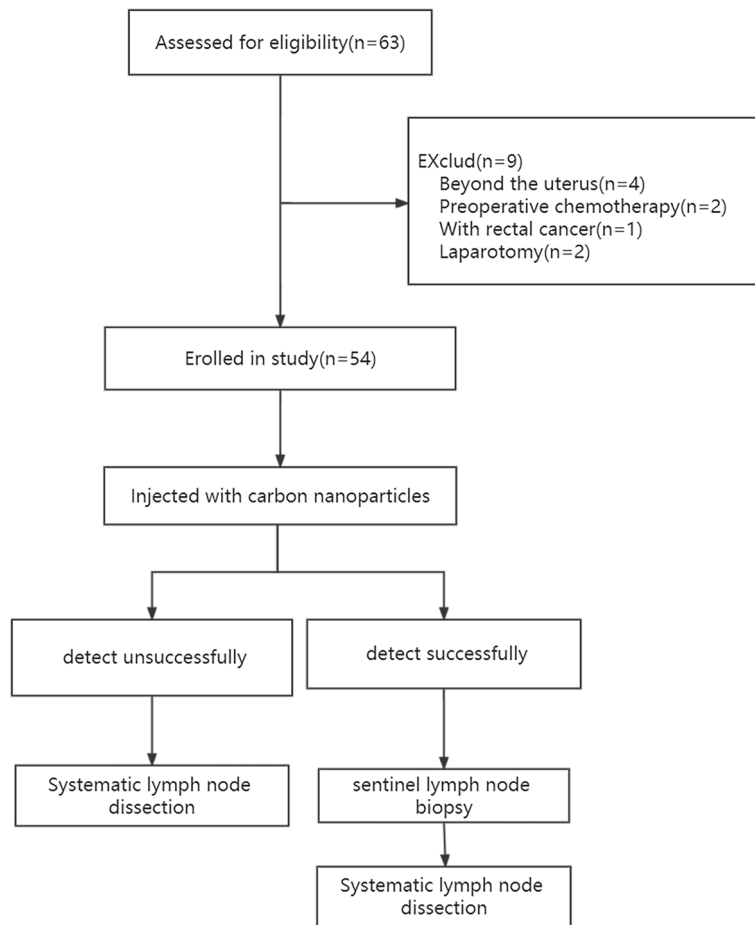 Assessed for eligibility(n=63)
EXclud(n=9)
Beyond the uterus(n=4)
Preoperative chemotherapy(n=2)
With rectal cancer(n=1)
Laparotomy(n=2)
Erolled in study(n=54)
Injected with carbon nanoparticles
detect unsuccessfully
detect successfully
Systematic lymph node
dissection
sentinel lymph node
biopsy
Systematic lymph node
dissection